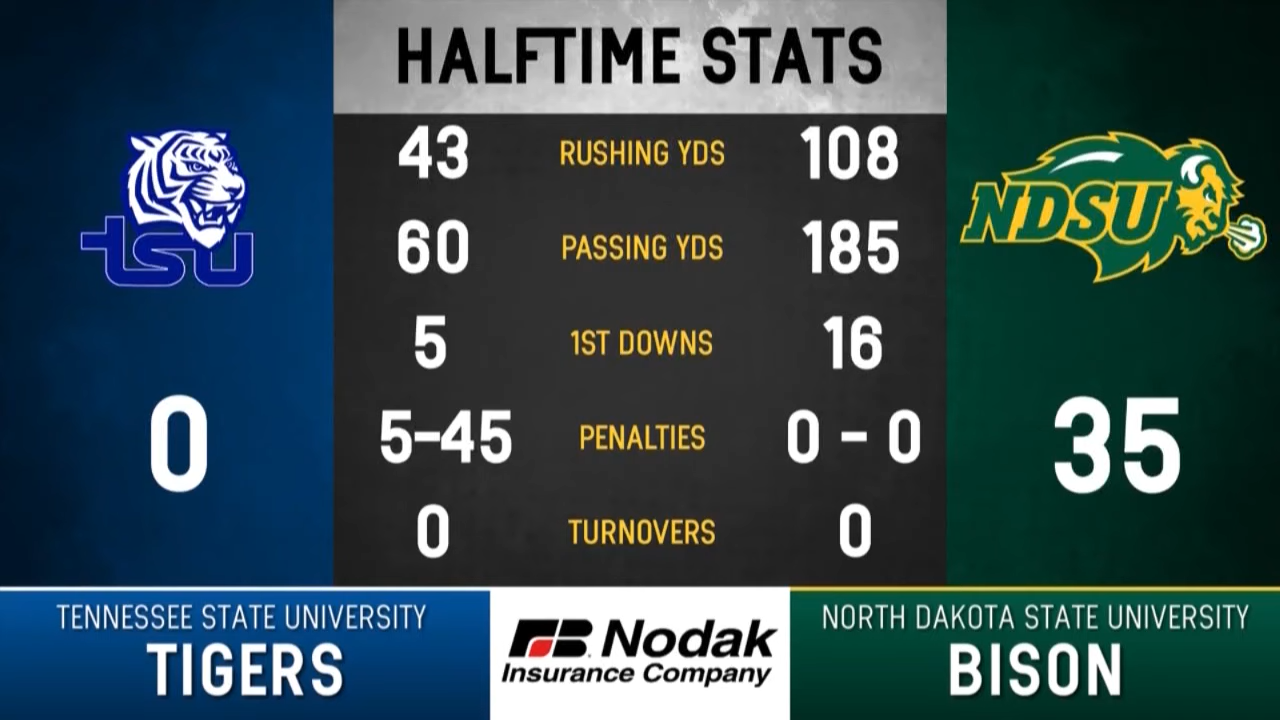 HALFTIME STATS
tsu
NDSU
43 RUSHING YDS 108
60 PASSING YDS 185
5 1ST DOWNS 16
0
5-45 PENALTIES 0 - 0
35
0 TURNOVERS 0
TENNESSEE STATE UNIVERSITY
TIGERS
FB Nodak
Insurance Company
NORTH DAKOTA STATE UNIVERSITY
BISON